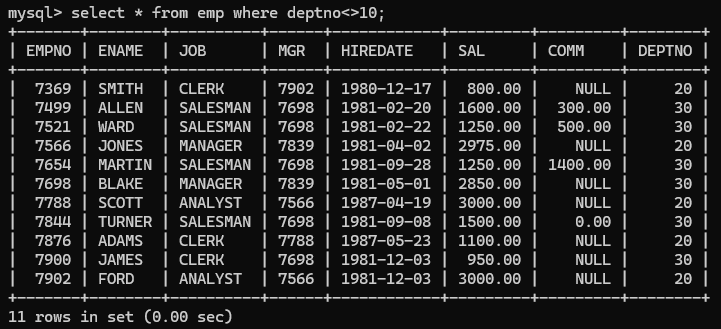 mysql> select * from emp where deptno<>10;
+-------+--------+----------+------+------------+---------+---------+--------+
| EMPNO | ENAME  | JOB      | MGR  | HIREDATE   | SAL     | COMM    | DEPTNO |
+-------+--------+----------+------+------------+---------+---------+--------+
|  7369 | SMITH  | CLERK    | 7902 | 1980-12-17 |  800.00 |    NULL |     20 |
|  7499 | ALLEN  | SALESMAN | 7698 | 1981-02-20 | 1600.00 |  300.00 |     30 |
|  7521 | WARD   | SALESMAN | 7698 | 1981-02-22 | 1250.00 |  500.00 |     30 |
|  7566 | JONES  | MANAGER  | 7839 | 1981-04-02 | 2975.00 |    NULL |     20 |
|  7654 | MARTIN | SALESMAN | 7698 | 1981-09-28 | 1250.00 | 1400.00 |     30 |
|  7698 | BLAKE  | MANAGER  | 7839 | 1981-05-01 | 2850.00 |    NULL |     30 |
|  7788 | SCOTT  | ANALYST  | 7566 | 1987-04-19 | 3000.00 |    NULL |     20 |
|  7844 | TURNER | SALESMAN | 7698 | 1981-09-08 | 1500.00 |    0.00 |     30 |
|  7876 | ADAMS  | CLERK    | 7788 | 1987-05-23 | 1100.00 |    NULL |     20 |
|  7900 | JAMES  | CLERK    | 7698 | 1981-12-03 |  950.00 |    NULL |     30 |
|  7902 | FORD   | ANALYST  | 7566 | 1981-12-03 | 3000.00 |    NULL |     20 |
+-------+--------+----------+------+------------+---------+---------+--------+
11 rows in set (0.00 sec)